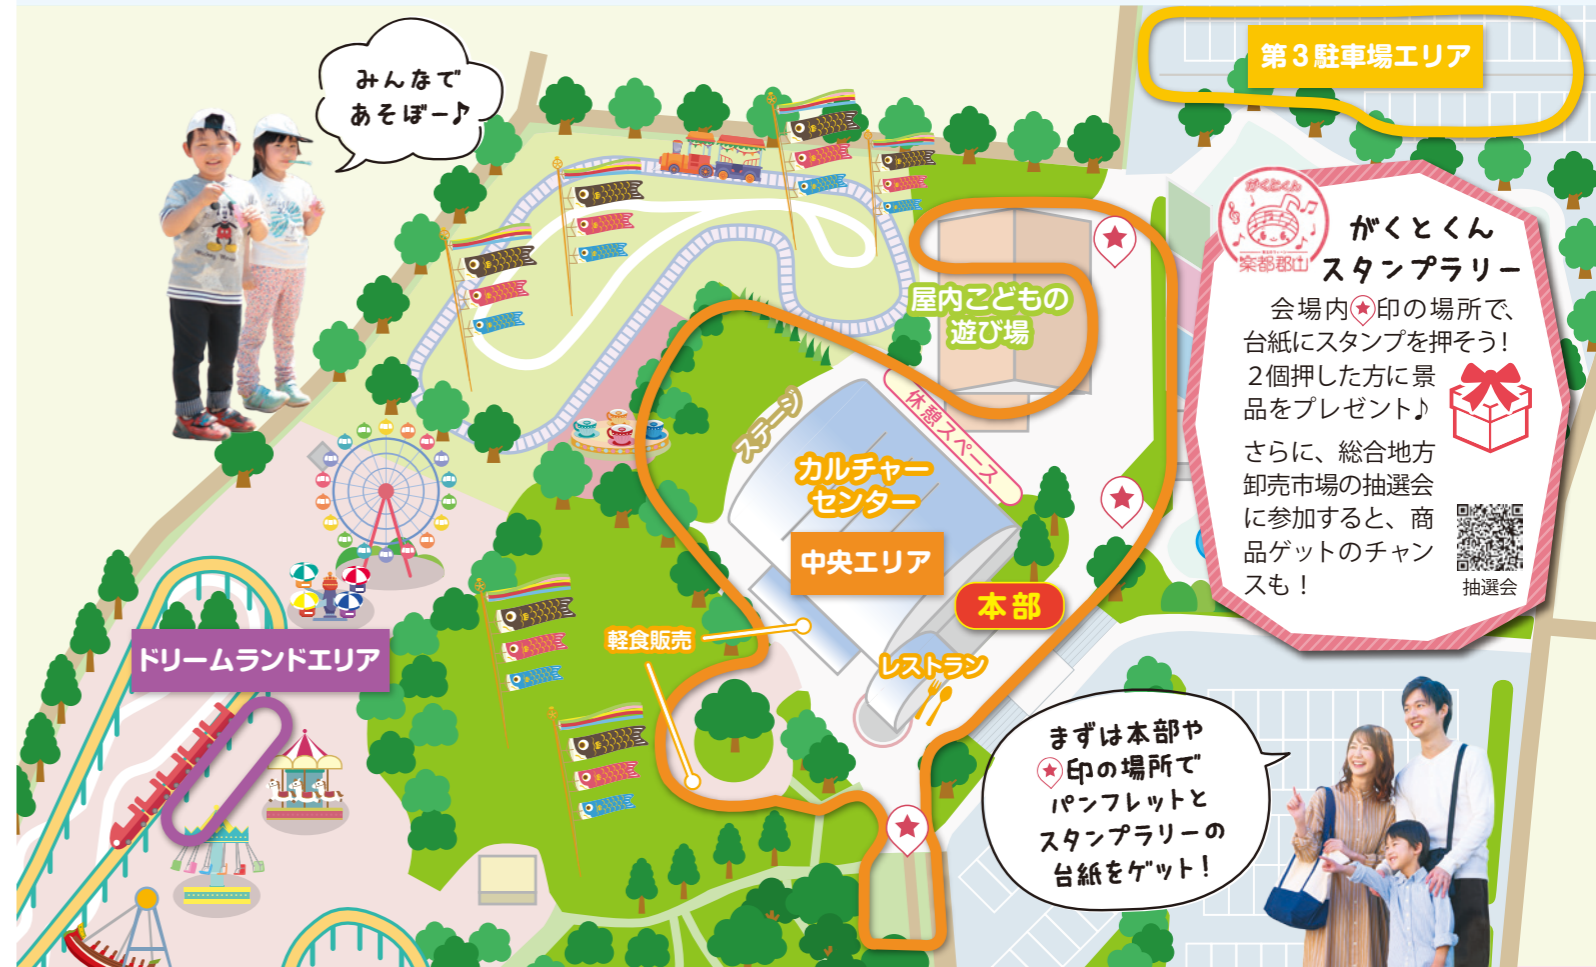 みんなで
あそぼー♪
第3駐車場エリア
がくとくん
楽都郡山
がくとくん
スタンプラリー
会場内★印の場所で、
台紙にスタンプを押そう！
2個押した方に景
品をプレゼント♪
さらに、総合地方
卸売市場の抽選会
に参加すると、商
品ゲットのチャン
スも！
抽選会
屋内こどもの
遊び場
休憩スペース
ステージ
カルチャー
センター
中央エリア
本部
軽食販売
レストラン
ドリームランドエリア
まずは本部や
★印の場所で
パンフレットと
スタンプラリーの
台紙をゲット！